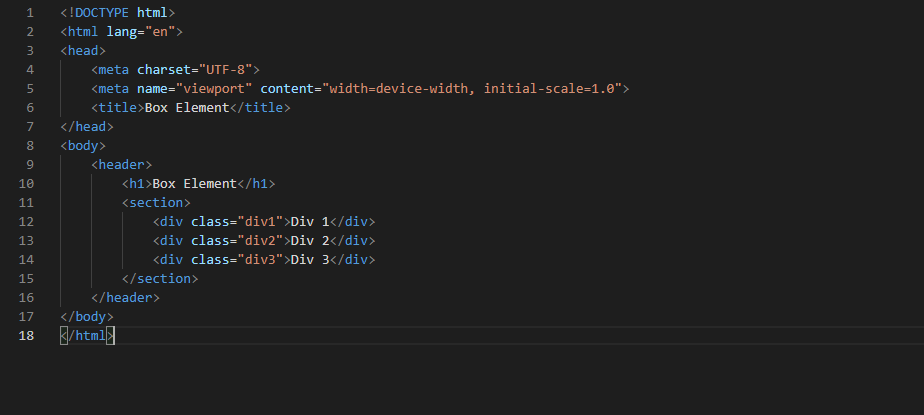 1 <!DOCTYPE html>
2 <html lang="en">
3 <head>
4     <meta charset="UTF-8">
5     <meta name="viewport" content="width=device-width, initial-scale=1.0">
6     <title>Box Element</title>
7 </head>
8 <body>
9     <header>
10         <h1>Box Element</h1>
11         <section>
12             <div class="div1">Div 1</div>
13             <div class="div2">Div 2</div>
14             <div class="div3">Div 3</div>
15         </section>
16     </header>
17 </body>
18 </html>